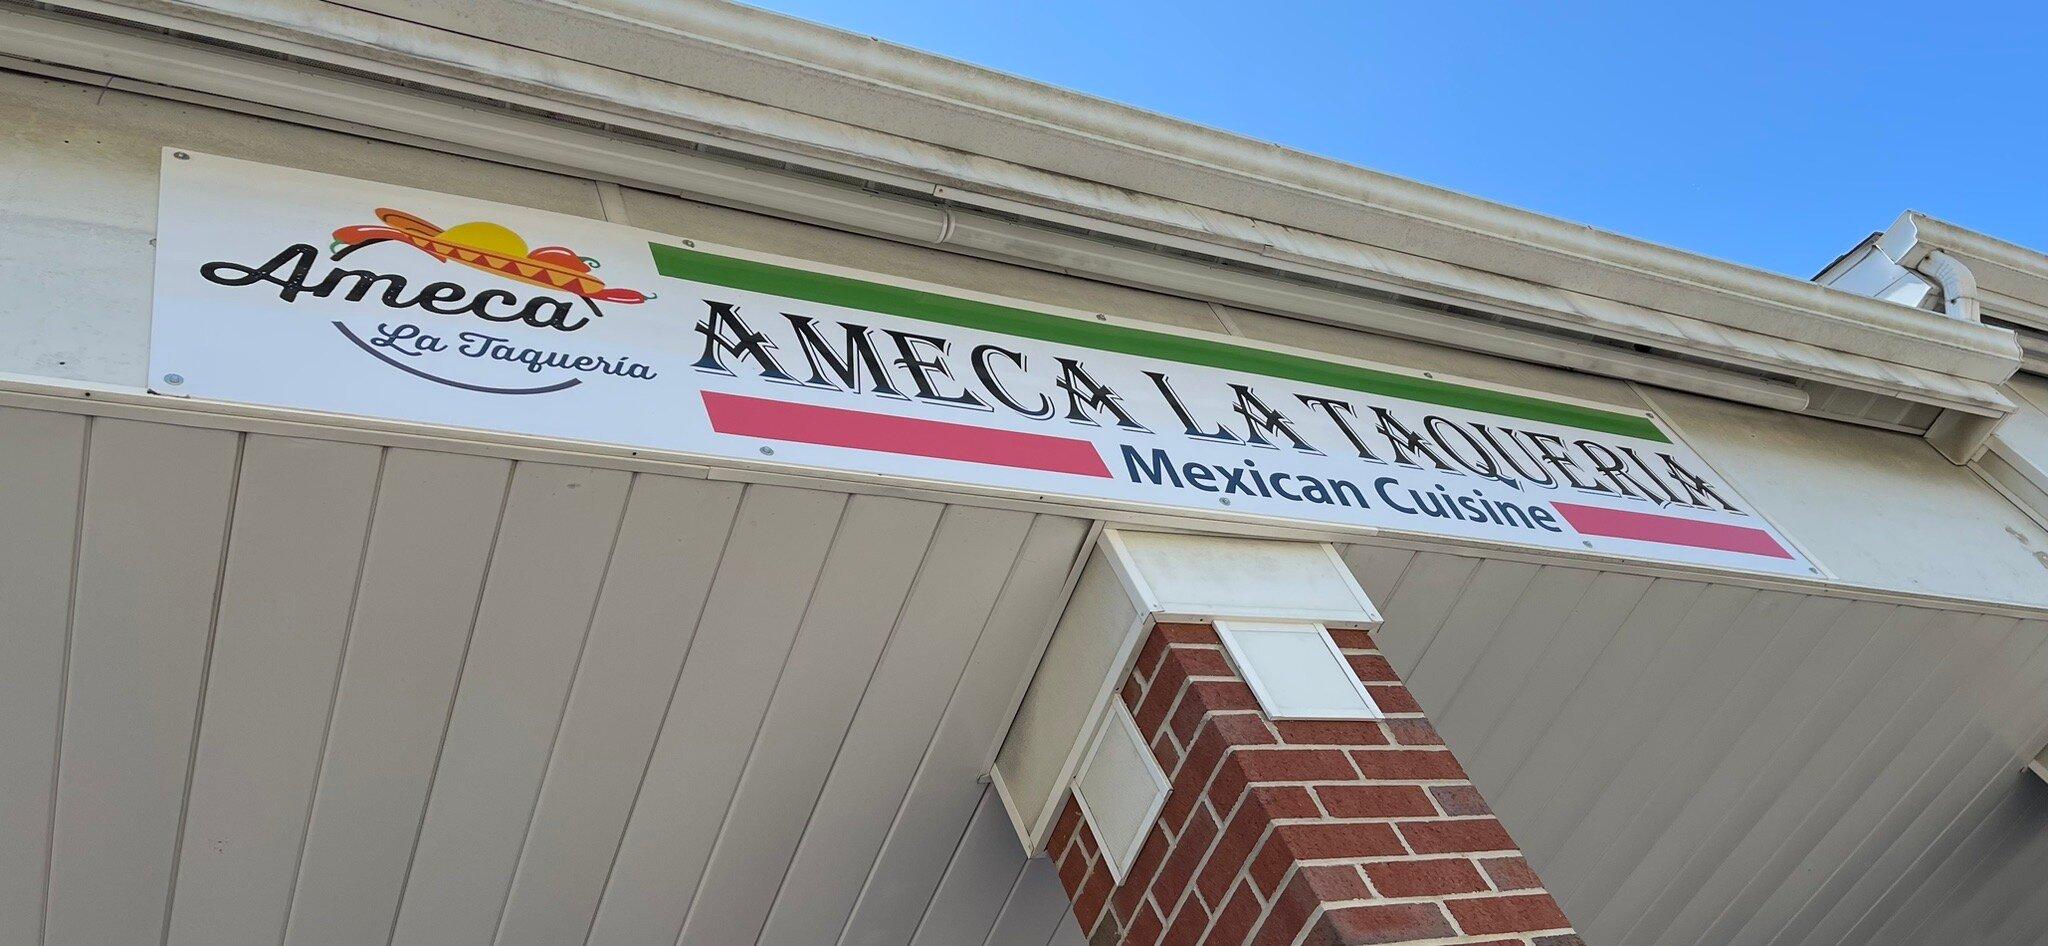 Ameca
La Taquería
AMECA LA TAQUERIA
Mexican Cuisine